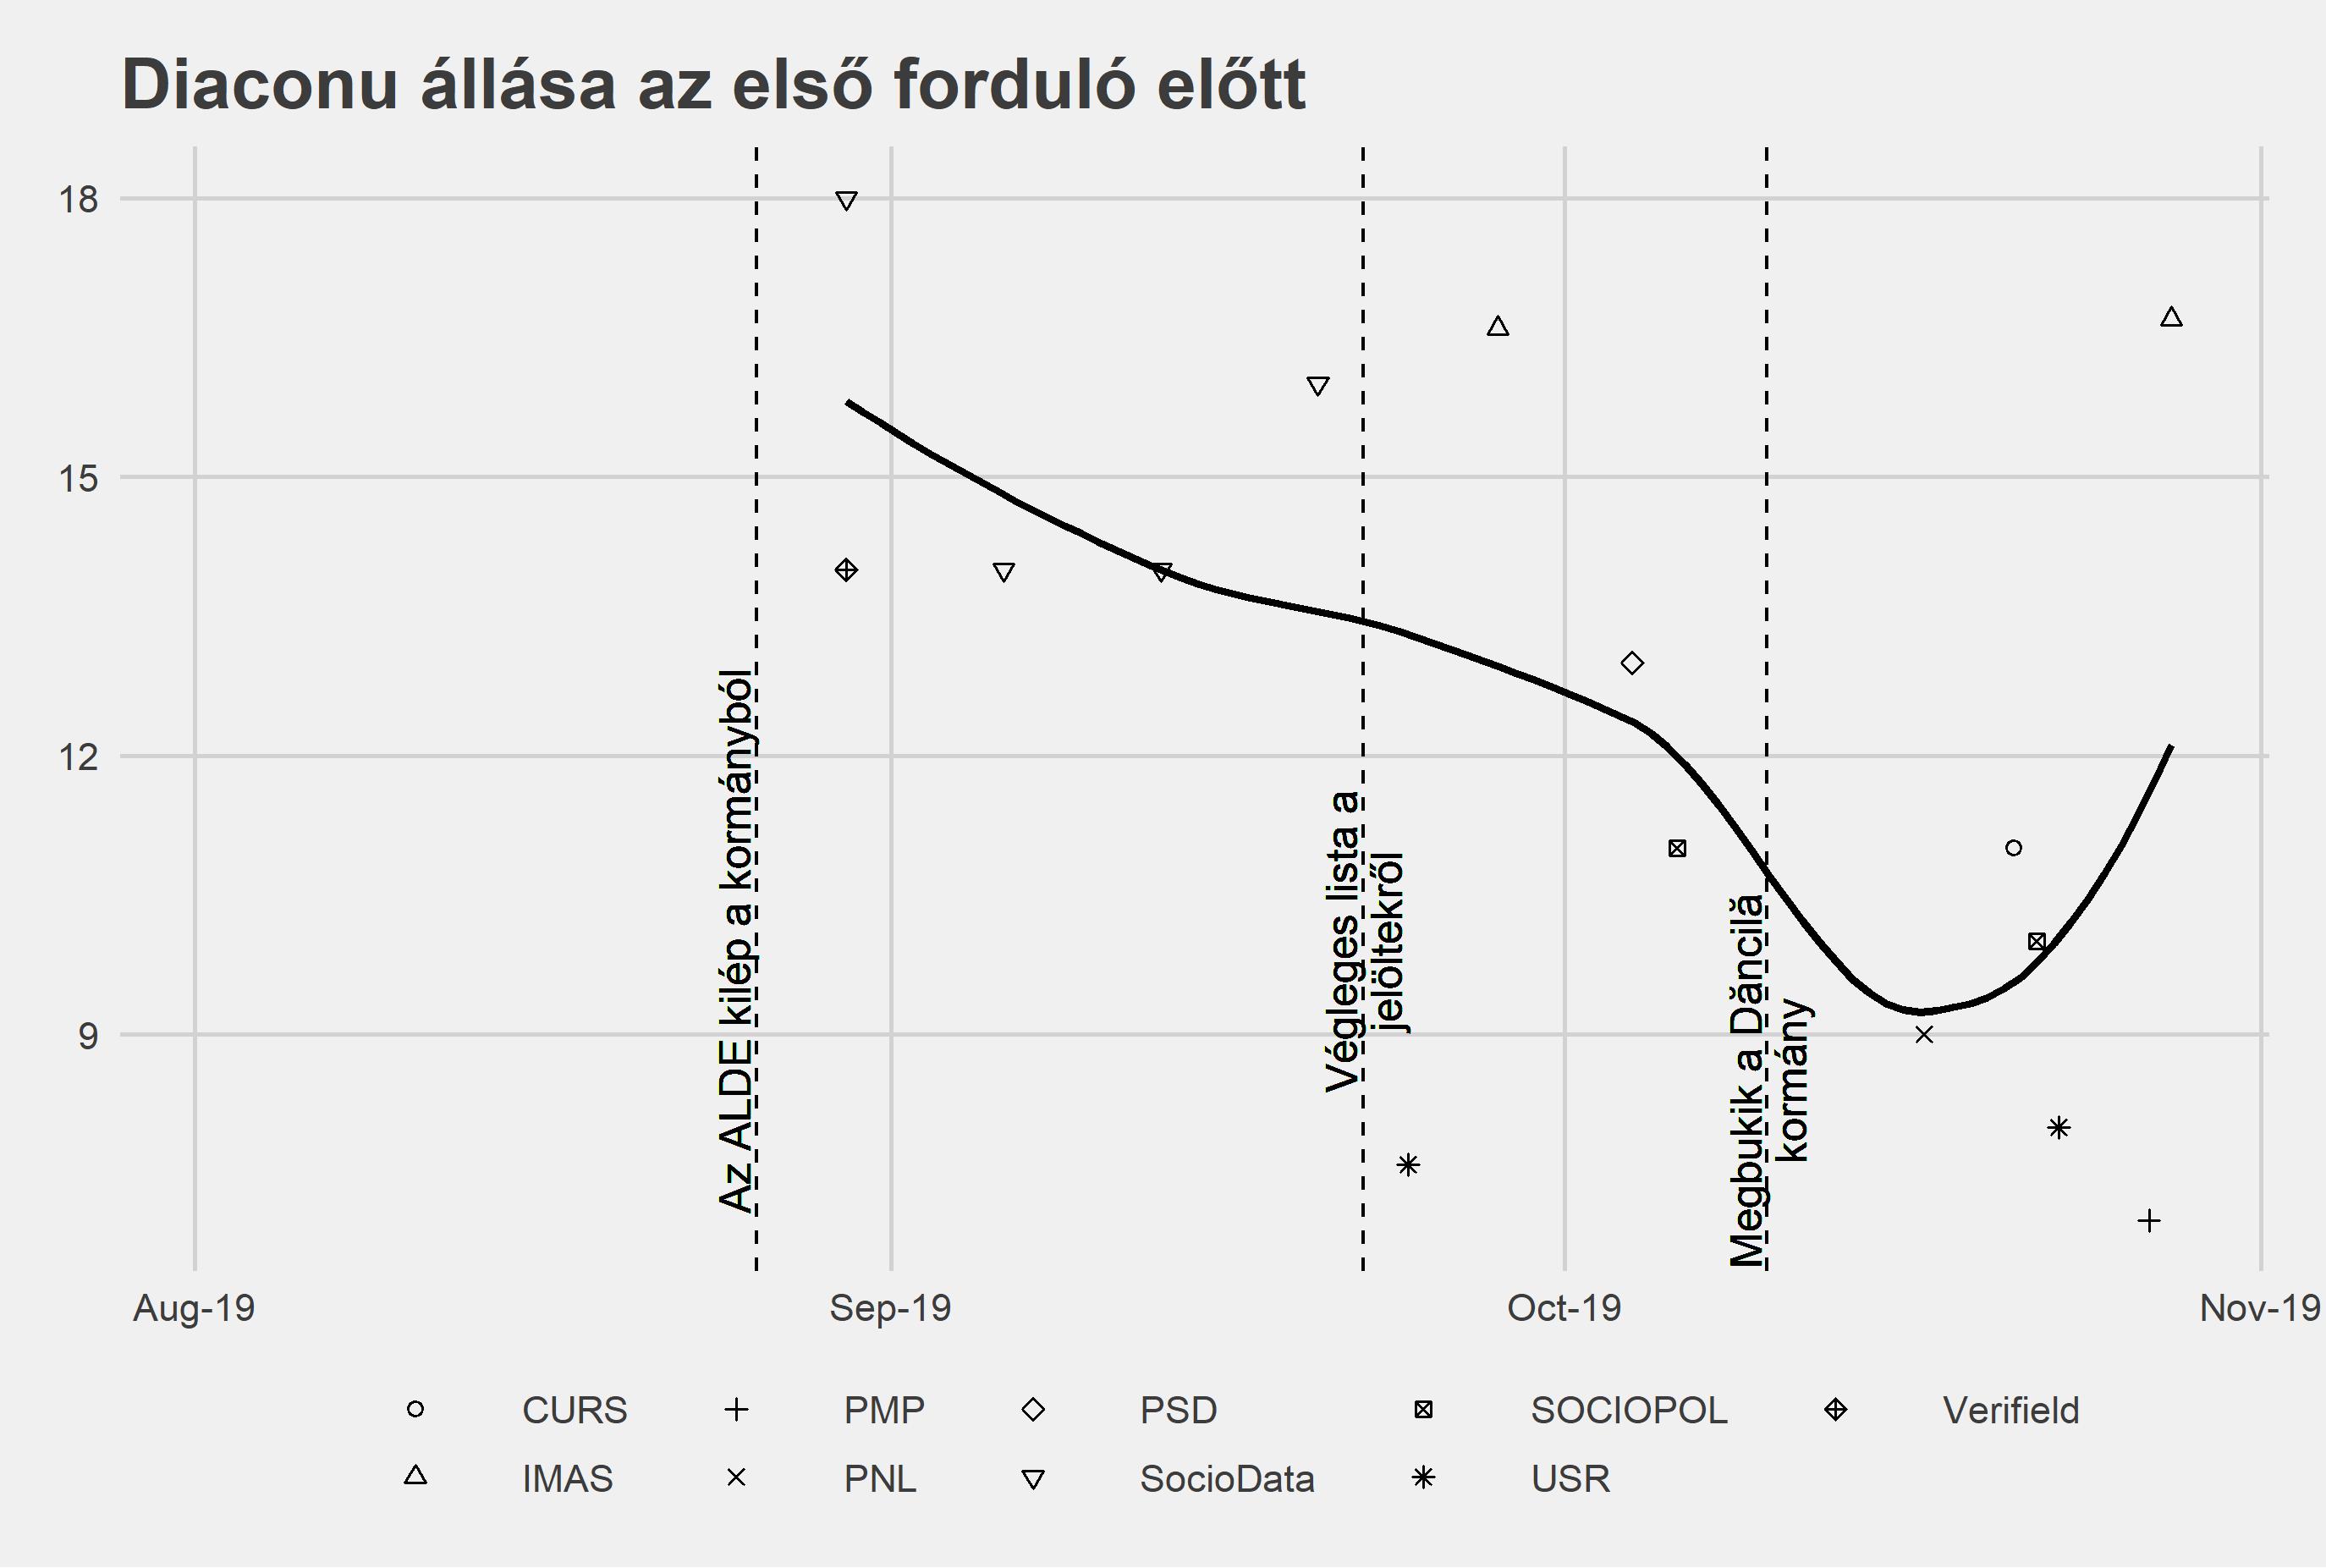 Diaconu állása az első forduló előtt
18
15
12
9
Az ALDE kilép a kormányból
Végleges lista a
jelöltekről
Megbukik a Dăncilă
kormány
Aug-19
Sep-19
Oct-19
Nov-19
CURS
PMP
PSD
SOCIOPOL
Verifield
IMAS
PNL
SocioData
USR